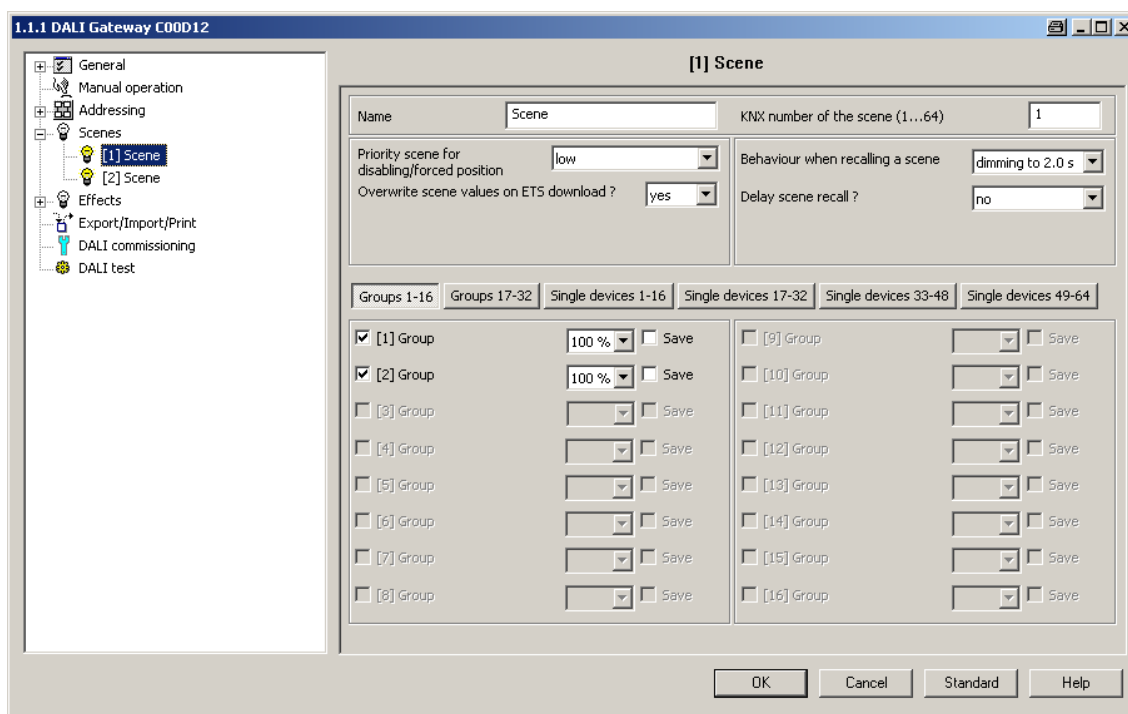 1.1.1 DALI Gateway C00D12
General
Manual operation
Addressing
Scenes
[1] Scene
[2] Scene
Effects
Export/Import/Print
DALI commissioning
DALI test
[1] Scene
Name Scene KNX number of the scene (1...64) 1
Priority scene for
disabling/forced position low
Overwrite scene values on ETS download ? yes
Behaviour when recalling a scene dimming to 2.0 s
Delay scene recall ? no
Groups 1-16 Groups 17-32 Single devices 1-16 Single devices 17-32 Single devices 33-48 Single devices 49-64
[1] Group 100 % Save [9] Group Save
[2] Group 100 % Save [10] Group Save
[3] Group Save [11] Group Save
[4] Group Save [12] Group Save
[5] Group Save [13] Group Save
[6] Group Save [14] Group Save
[7] Group Save [15] Group Save
[8] Group Save [16] Group Save
OK Cancel Standard Help